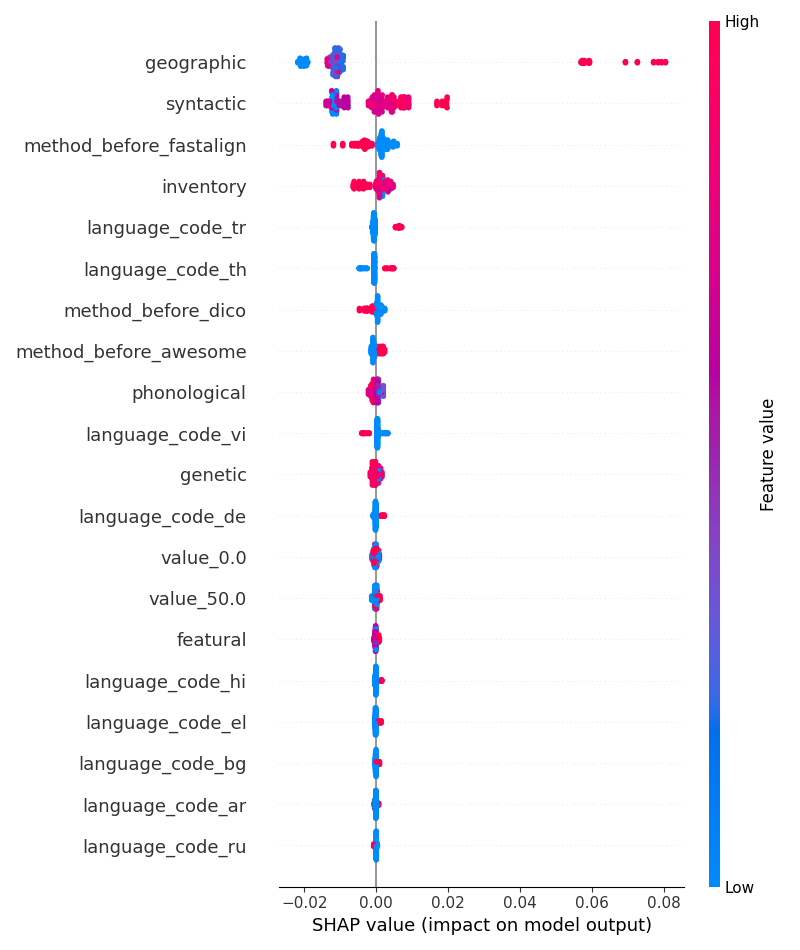 High
geographic
syntactic
method_before_fastalign
inventory
language_code_tr
language_code_th
method_before_dico
method_before_awesome
phonological
language_code_vi
genetic
language_code_de
value_0.0
value_50.0
featural
language_code_hi
language_code_el
language_code_bg
language_code_ar
language_code_ru
Feature value
Low
−0.02 0.00 0.02 0.04 0.06 0.08
SHAP value (impact on model output)